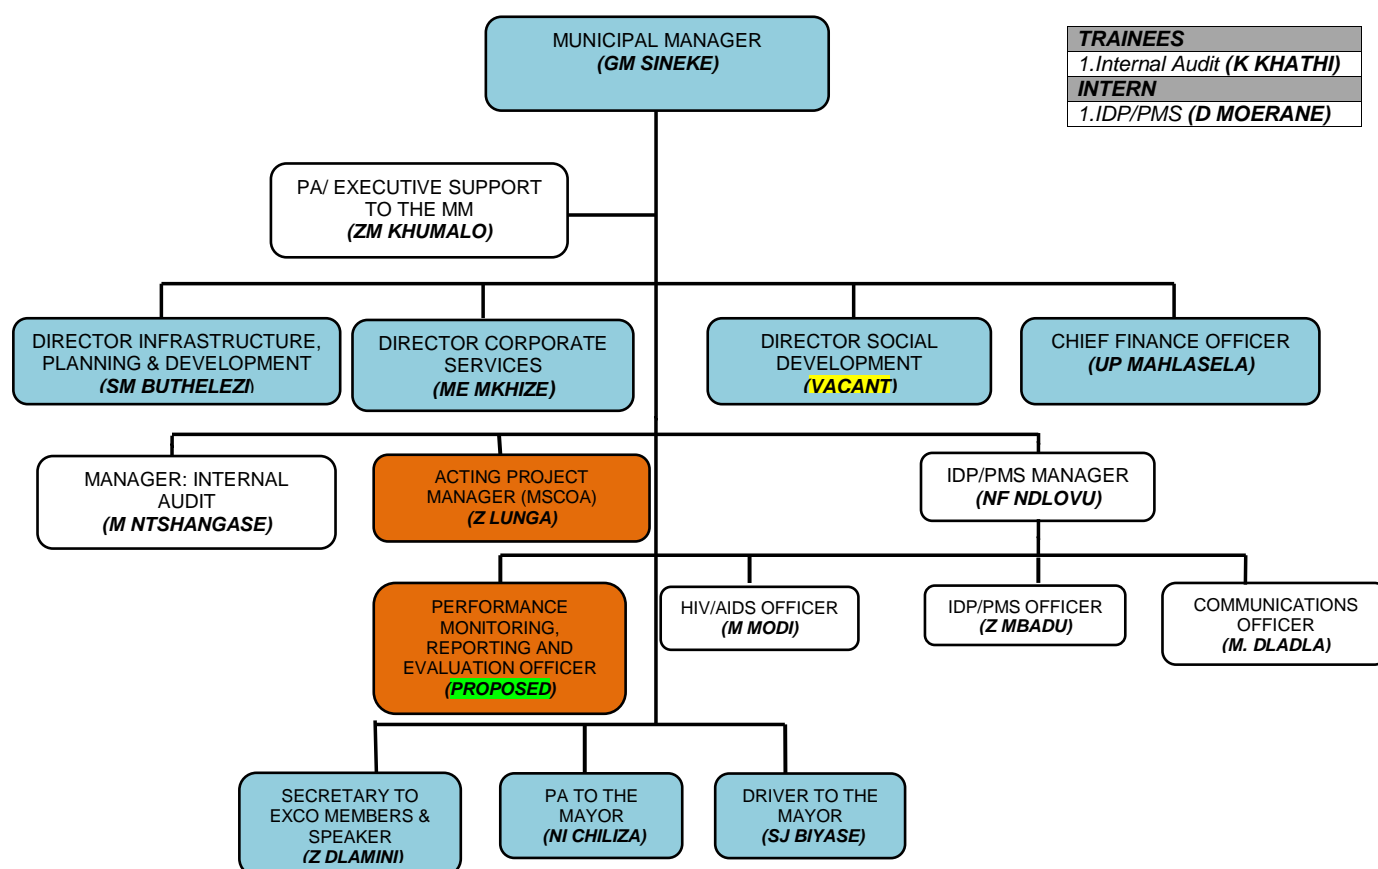 MUNICIPAL MANAGER
(GM SINEKE)
TRAINEES
1.Internal Audit (K KHATHI)
INTERN
1.IDP/PMS (D MOERANE)
PA/ EXECUTIVE SUPPORT
TO THE MM
(ZM KHUMALO)
DIRECTOR INFRASTRUCTURE,
PLANNING & DEVELOPMENT
(SM BUTHELEZI)
DIRECTOR CORPORATE
SERVICES
(ME MKHIZE)
DIRECTOR SOCIAL
DEVELOPMENT
(VACANT)
CHIEF FINANCE OFFICER
(UP MAHLASELA)
MANAGER: INTERNAL
AUDIT
(M NTSHANGASE)
ACTING PROJECT
MANAGER (MSCOA)
(Z LUNGA)
IDP/PMS MANAGER
(NF NDLOVU)
PERFORMANCE
MONITORING,
REPORTING AND
EVALUATION OFFICER
(PROPOSED)
HIV/AIDS OFFICER
(M MODI)
IDP/PMS OFFICER
(Z MBADU)
COMMUNICATIONS
OFFICER
(M. DLADLA)
SECRETARY TO
EXCO MEMBERS &
SPEAKER
(Z DLAMINI)
PA TO THE
MAYOR
(NI CHILIZA)
DRIVER TO THE
MAYOR
(SJ BIYASE)